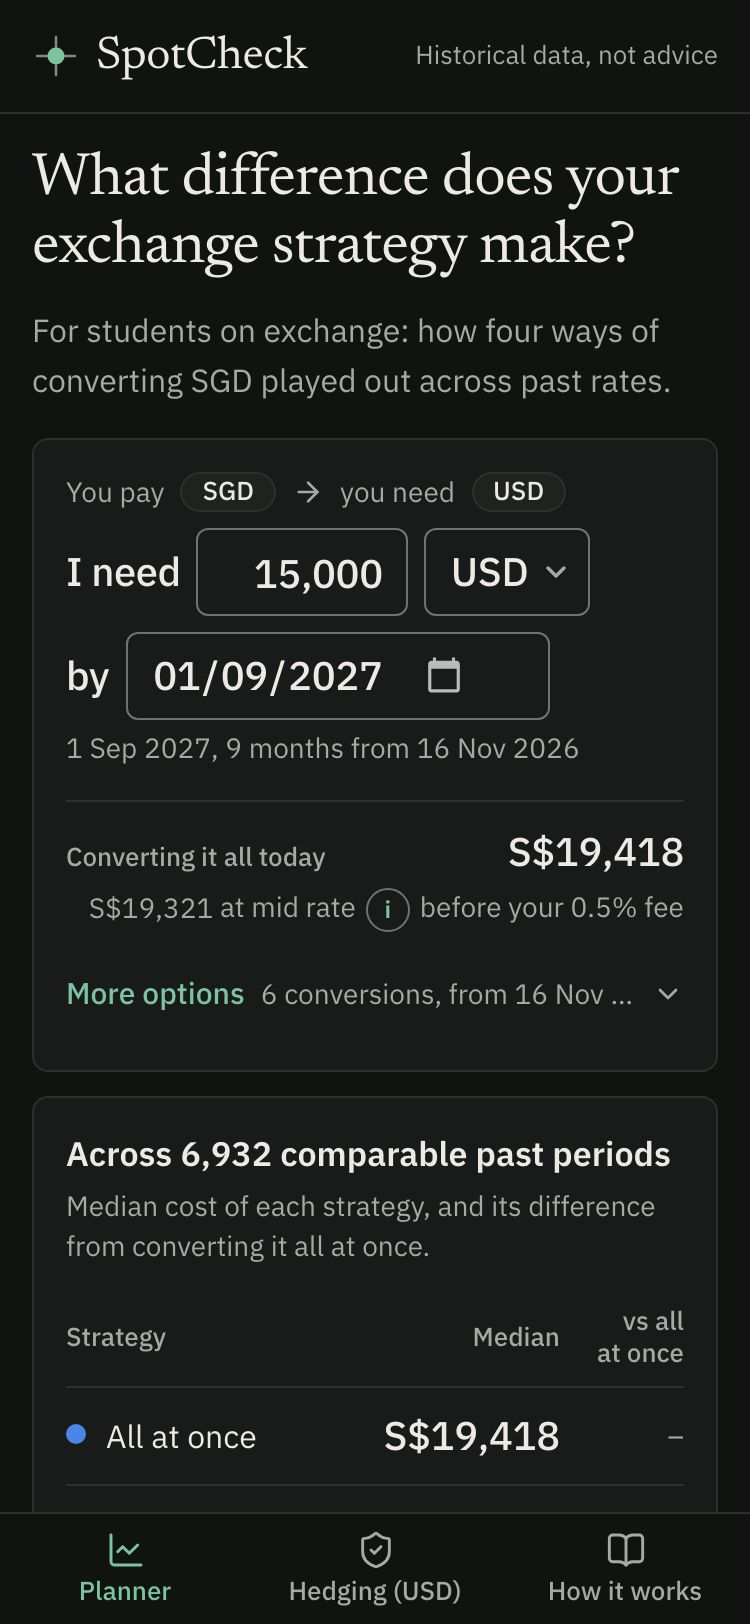 SpotCheck
Historical data, not advice
What difference does your
exchange strategy make?
For students on exchange: how four ways of
converting SGD played out across past rates.
You pay SGD → you need USD
I need 15,000 USD
by 01/09/2027
1 Sep 2027, 9 months from 16 Nov 2026
Converting it all today S$19,418
S$19,321 at mid rate i before your 0.5% fee
More options 6 conversions, from 16 Nov ...
Across 6,932 comparable past periods
Median cost of each strategy, and its difference
from converting it all at once.
Strategy Median vs all
at once
All at once S$19,418 –
Planner Hedging (USD) How it works